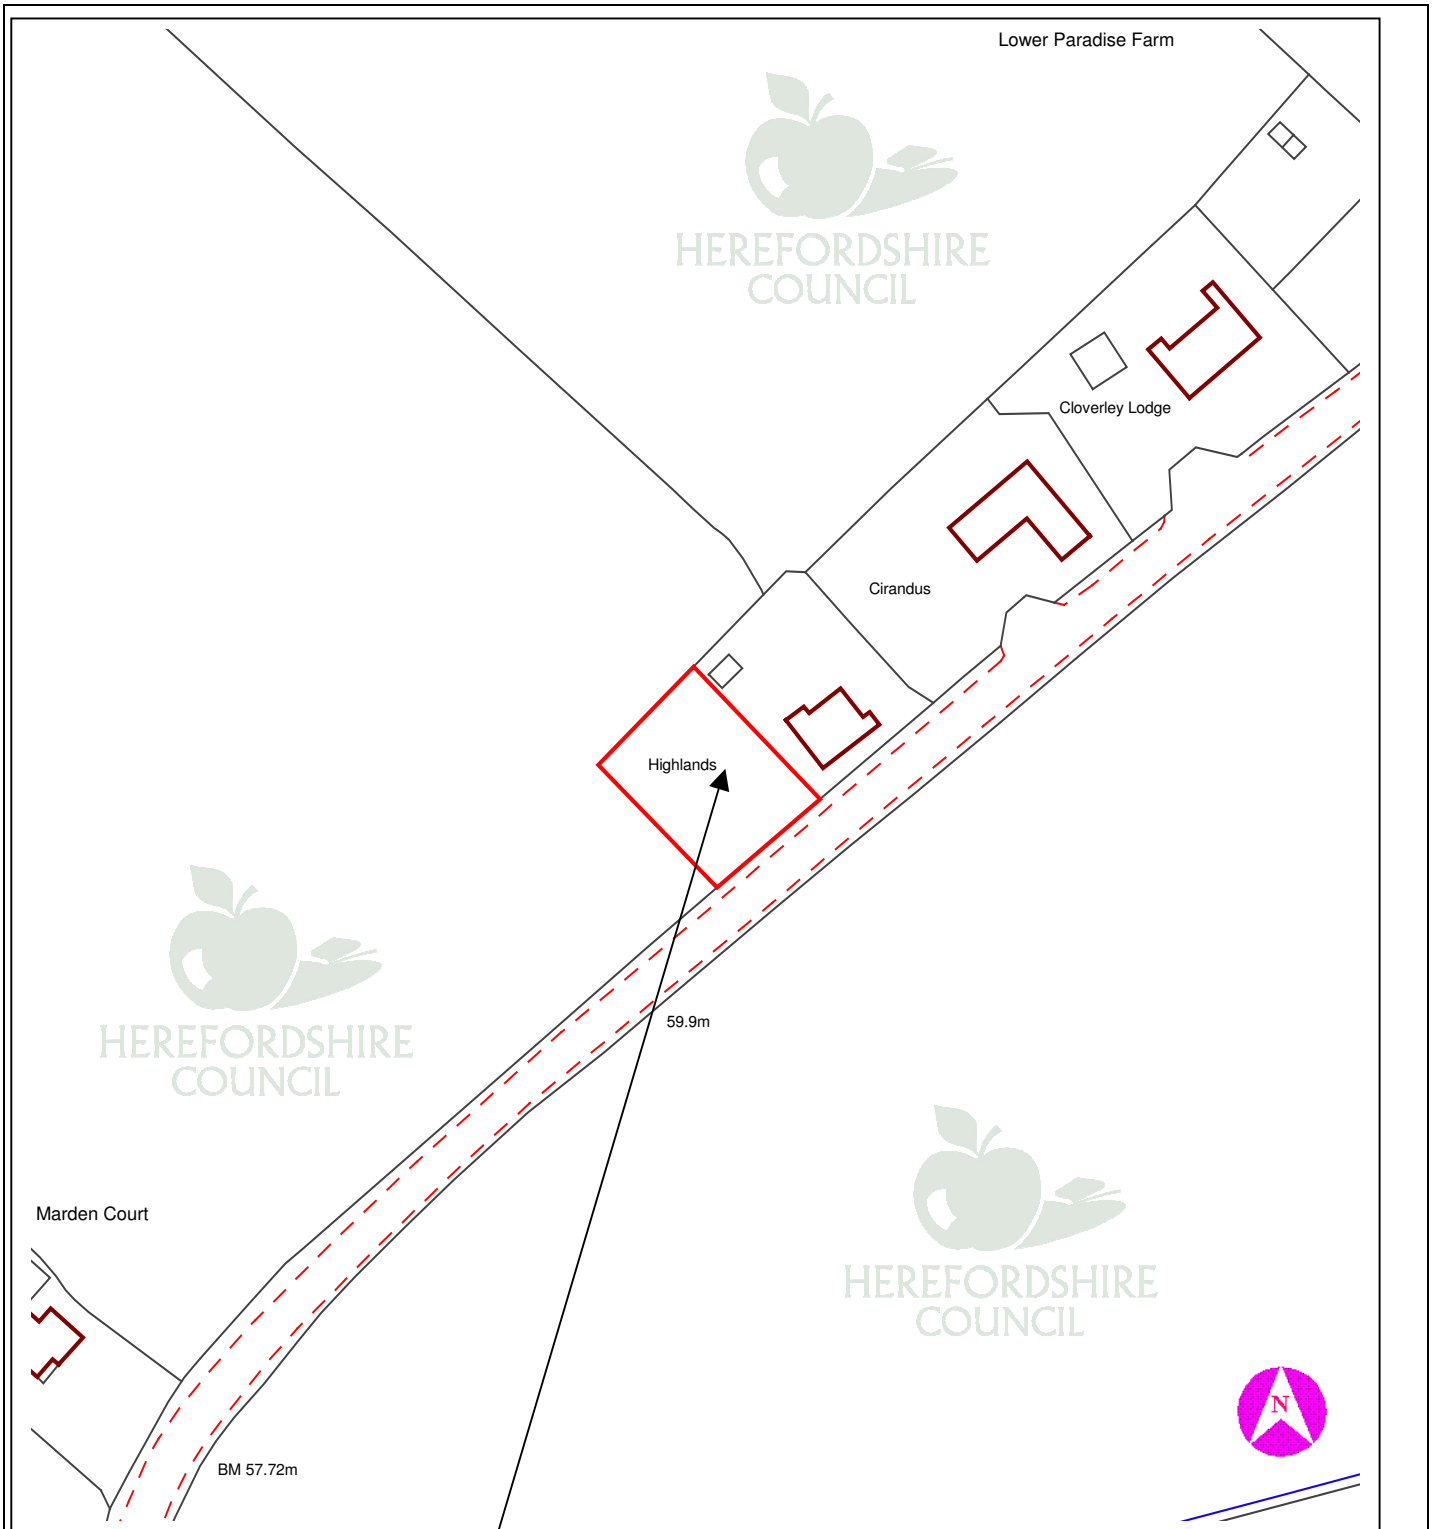 Lower Paradise Farm
HEREFORDSHIRE
COUNCIL
Cloverley Lodge
Cirandus
Highlands
HEREFORDSHIRE
COUNCIL
59.9m
Marden Court
HEREFORDSHIRE
COUNCIL
N
BM 57.72m